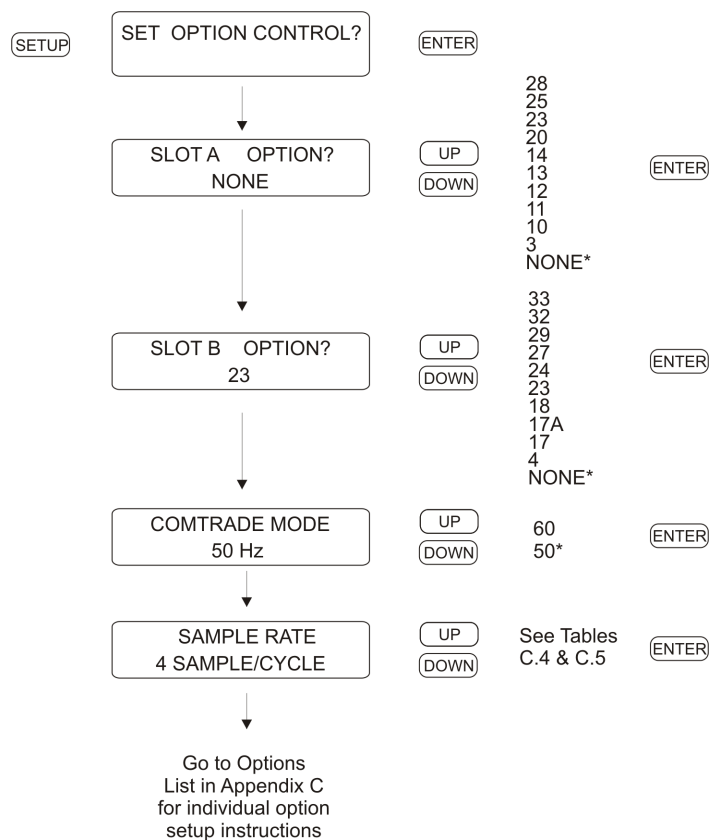 SETUP
SET OPTION CONTROL?
ENTER
SLOT A OPTION?
NONE
UP
DOWN
28
25
23
20
14
13
12
11
10
3
NONE*
ENTER
SLOT B OPTION?
23
UP
DOWN
33
32
29
27
24
23
18
17A
17
4
NONE*
ENTER
COMTRADE MODE
50 Hz
UP
DOWN
60
50*
ENTER
SAMPLE RATE
4 SAMPLE/CYCLE
UP
DOWN
See Tables
C.4 & C.5
ENTER
Go to Options
List in Appendix C
for individual option
setup instructions